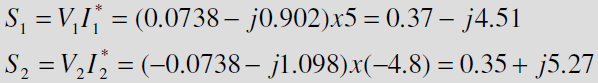 S₁ = V₁I₁* = (0.0738 – j0.902)x5 = 0.37 – j4.51
S₂ = V₂I₂* = (–0.0738 – j1.098)x(–4.8) = 0.35 + j5.27